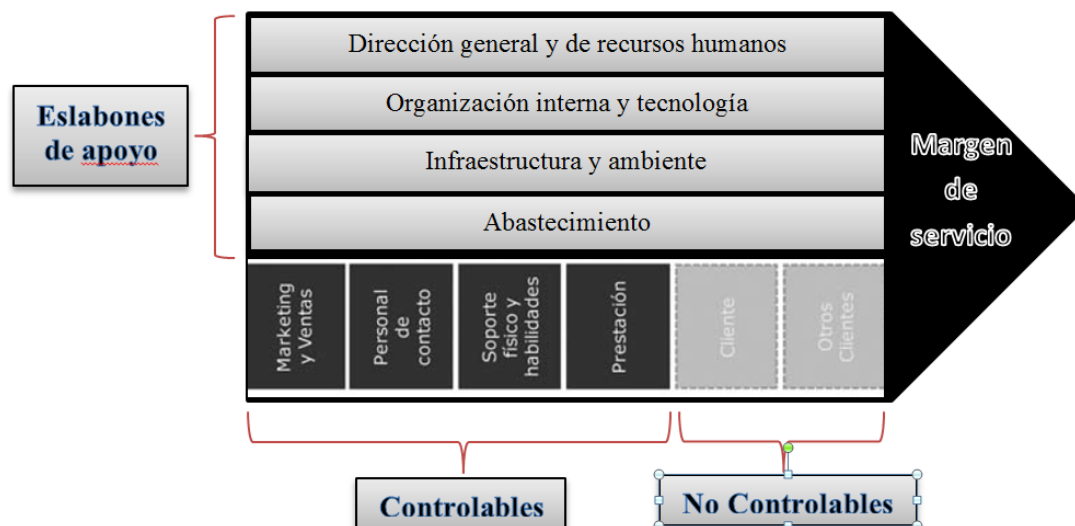 Dirección general y de recursos humanos
Organización interna y tecnología
Infraestructura y ambiente
Abastecimiento
Eslabones
de apoyo
Margen
de
servicio
Marketing
y Ventas
Personal
de
contacto
Soporte
físico y
habilidades
Prestación
Cliente
Otros
Clientes
Controlables
No Controlables